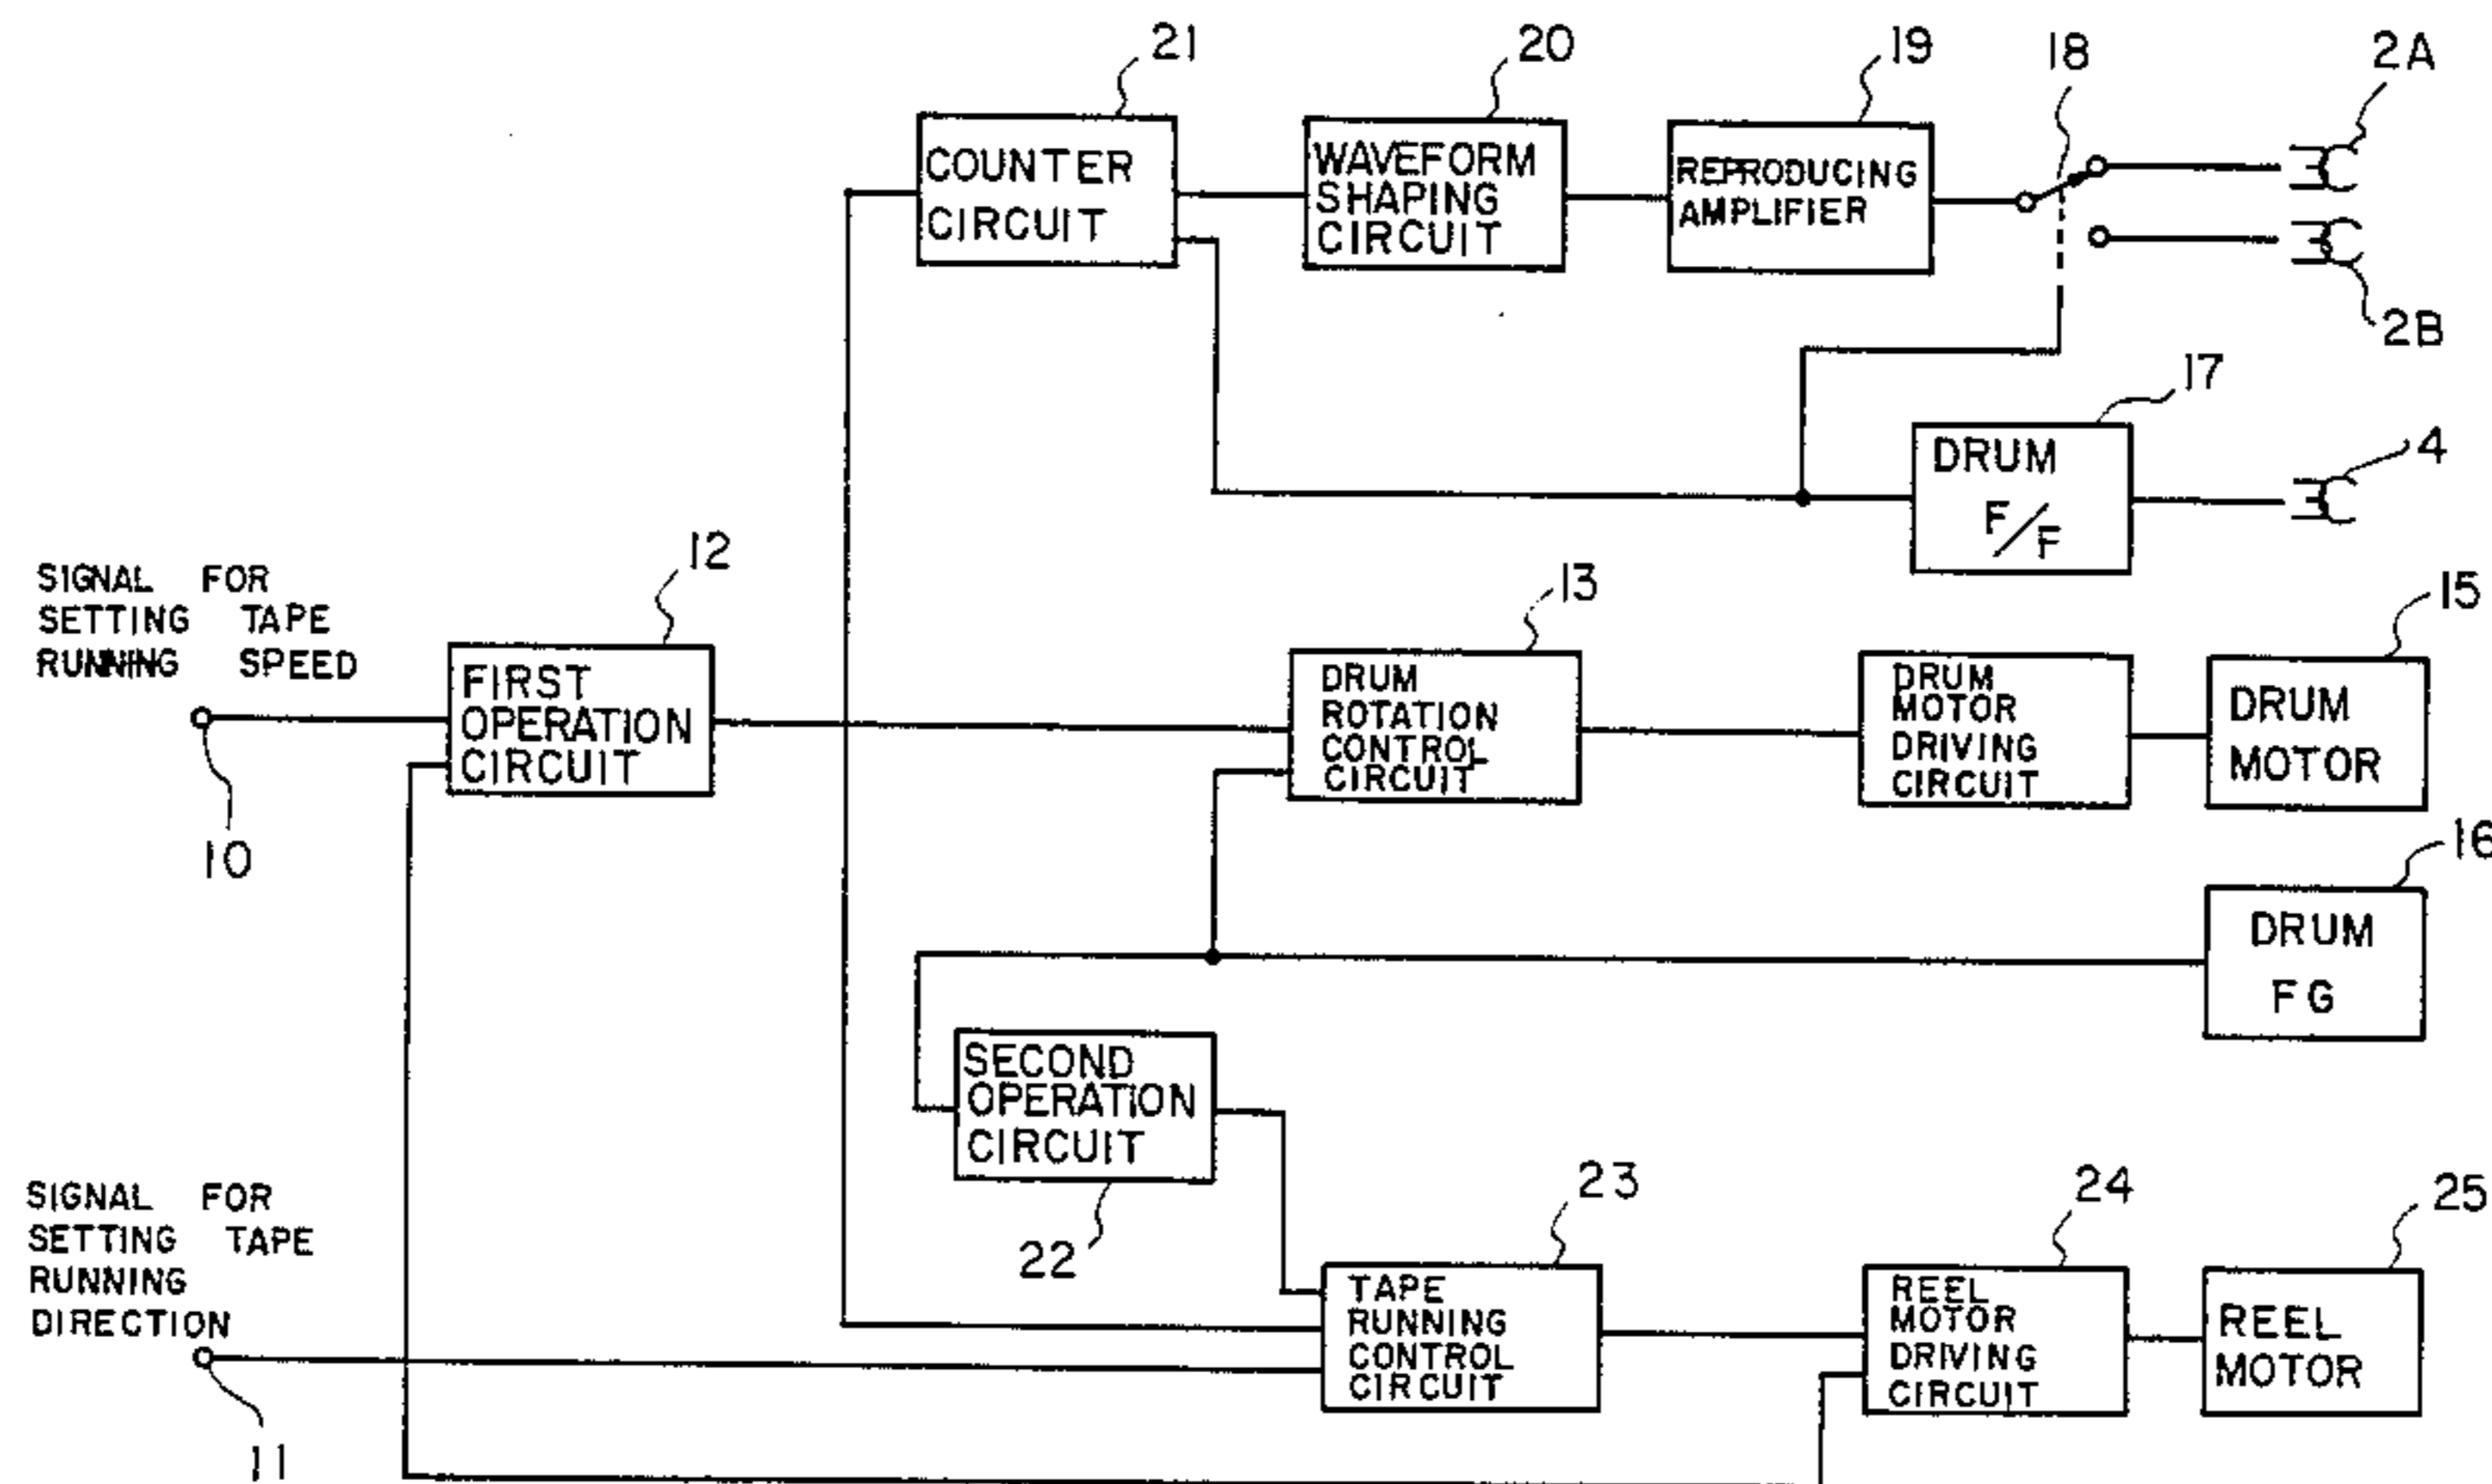 21
20
19
18
2A
COUNTER
CIRCUIT
WAVEFORM
SHAPING
CIRCUIT
REPRODUCING
AMPLIFIER
2B
17
DRUM
F/F
4
SIGNAL FOR
SETTING TAPE
RUNNING SPEED
12
13
15
FIRST
OPERATION
CIRCUIT
DRUM
ROTATION
CONTROL
CIRCUIT
DRUM
MOTOR
DRIVING
CIRCUIT
DRUM
MOTOR
10
16
DRUM
FG
SECOND
OPERATION
CIRCUIT
22
SIGNAL FOR
SETTING TAPE
RUNNING
DIRECTION
23
24
25
TAPE
RUNNING
CONTROL
CIRCUIT
REEL
MOTOR
DRIVING
CIRCUIT
REEL
MOTOR
11